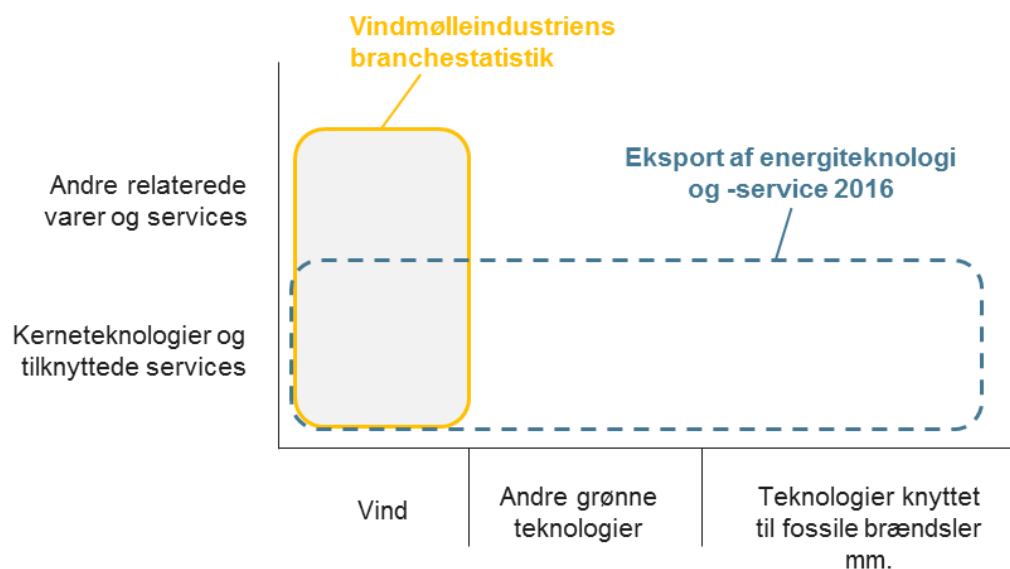 Vindmølleindustriens
branchestatistik
Eksport af energiteknologi
og -service 2016
Andre relaterede
varer og services
Kerneteknologier og
tilknyttede services
Vind
Andre grønne
teknologier
Teknologier knyttet
til fossile brændsler
mm.